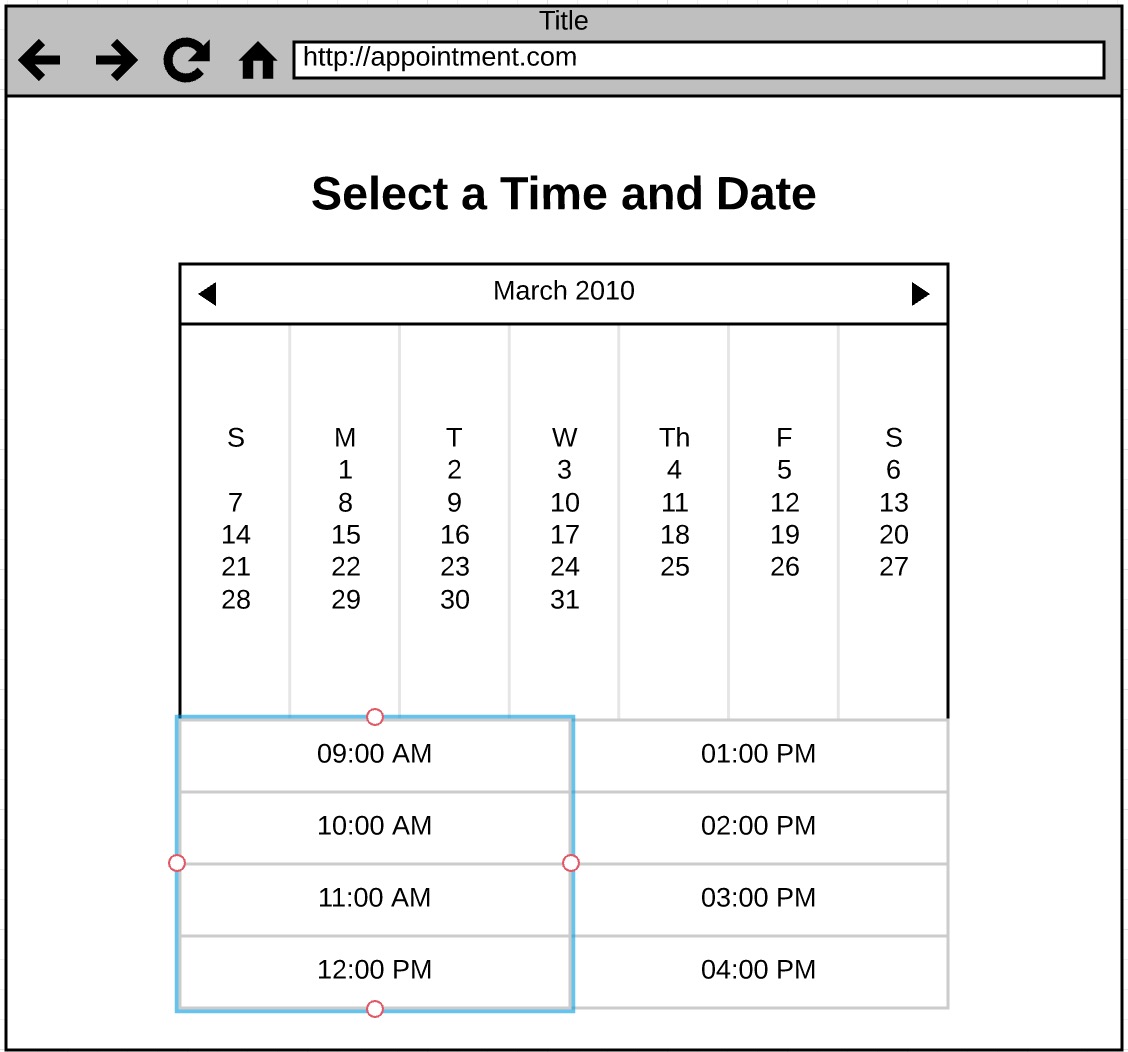 Title
http://appointment.com
Select a Time and Date
March 2010
S M T W Th F S
1 2 3 4 5 6
7 8 9 10 11 12 13
14 15 16 17 18 19 20
21 22 23 24 25 26 27
28 29 30 31
09:00 AM 01:00 PM
10:00 AM 02:00 PM
11:00 AM 03:00 PM
12:00 PM 04:00 PM